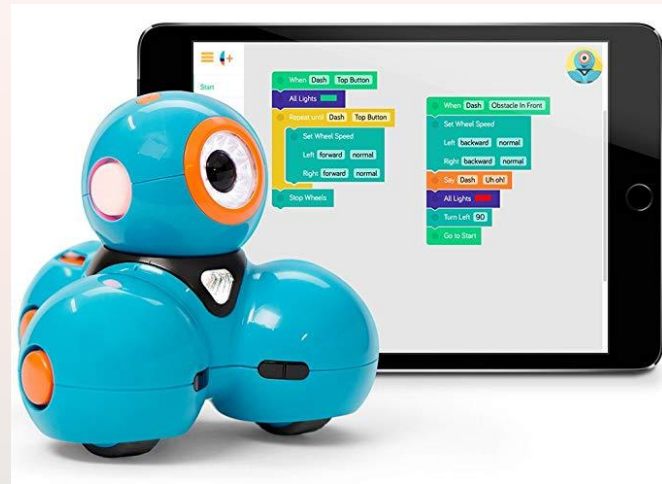 Start
When Dash Top Button
All Lights
Repeat until Dash Top Button
Set Wheel Speed
Left forward normal
Right forward normal
Stop Wheels
When Dash Obstacle In Front
Set Wheel Speed
Left backward normal
Right backward normal
Say Dash Uh oh!
All Lights
Turn Left 90
Go to Start